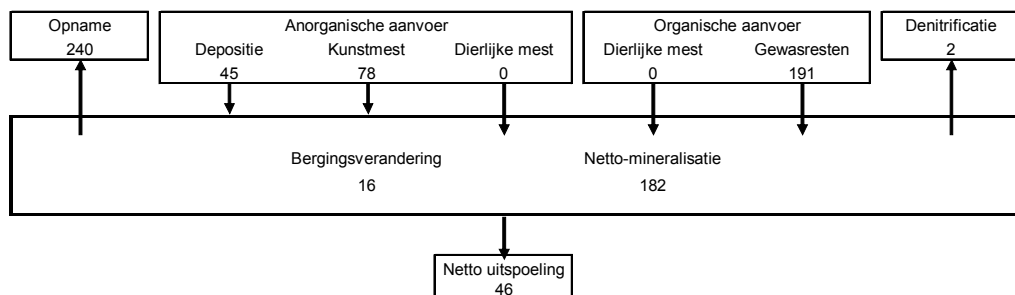 Opname
240
Anorganische aanvoer
Depositie Kunstmest Dierlijke mest
45 78 0
Organische aanvoer
Dierlijke mest Gewasresten
0 191
Denitrificatie
2
Bergingsverandering Netto-mineralisatie
16 182
Netto uitspoeling
46